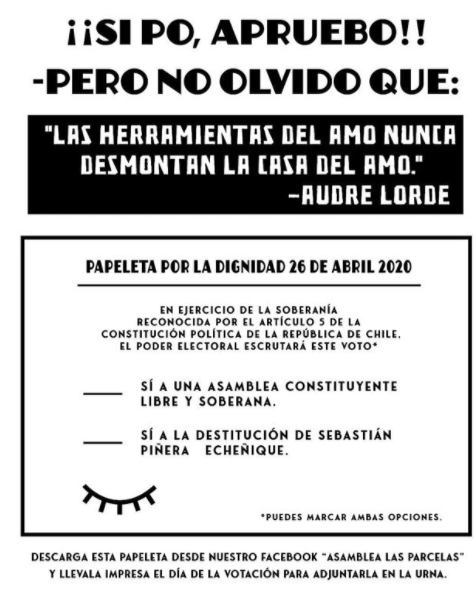 ¡¡SI PO, APRUEBO!!
-PERO NO OLVIDO QUE:
"LAS HERRAMIENTAS DEL AMO NUNCA
DESMONTAN LA CASA DEL AMO."
–AUDRE LORDE
PAPELETA POR LA DIGNIDAD 26 DE ABRIL 2020
EN EJERCICIO DE LA SOBERANÍA
RECONOCIDA POR EL ARTÍCULO 5 DE LA
CONSTITUCIÓN POLÍTICA DE LA REPÚBLICA DE CHILE,
EL PODER ELECTORAL ESCRUTARÁ ESTE VOTO*
SÍ A UNA ASAMBLEA CONSTITUYENTE
LIBRE Y SOBERANA.
SÍ A LA DESTITUCIÓN DE SEBASTIÁN
PIÑERA ECHEÑIQUE.
*PUEDES MARCAR AMBAS OPCIONES.
DESCARGA ESTA PAPELETA DESDE NUESTRO FACEBOOK "ASAMBLEA LAS PARCELAS"
Y LLEVALA IMPRESA EL DÍA DE LA VOTACIÓN PARA ADJUNTARLA EN LA URNA.